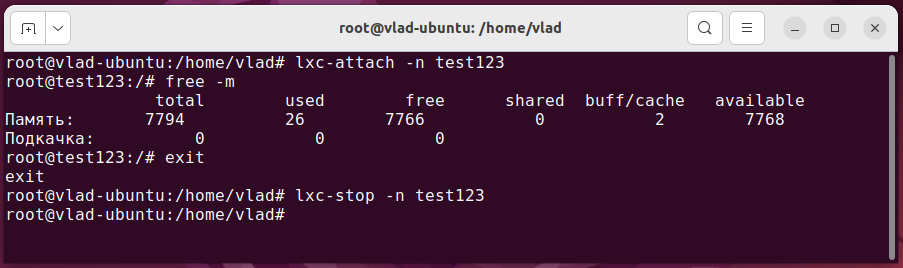 root@vlad-ubuntu: /home/vlad
root@vlad-ubuntu:/home/vlad# lxc-attach -n test123
root@test123:/# free -m
total used free shared buff/cache available
Память: 7794 26 7766 0 2 7768
Подкачка: 0 0 0
root@test123:/# exit
exit
root@vlad-ubuntu:/home/vlad# lxc-stop -n test123
root@vlad-ubuntu:/home/vlad#